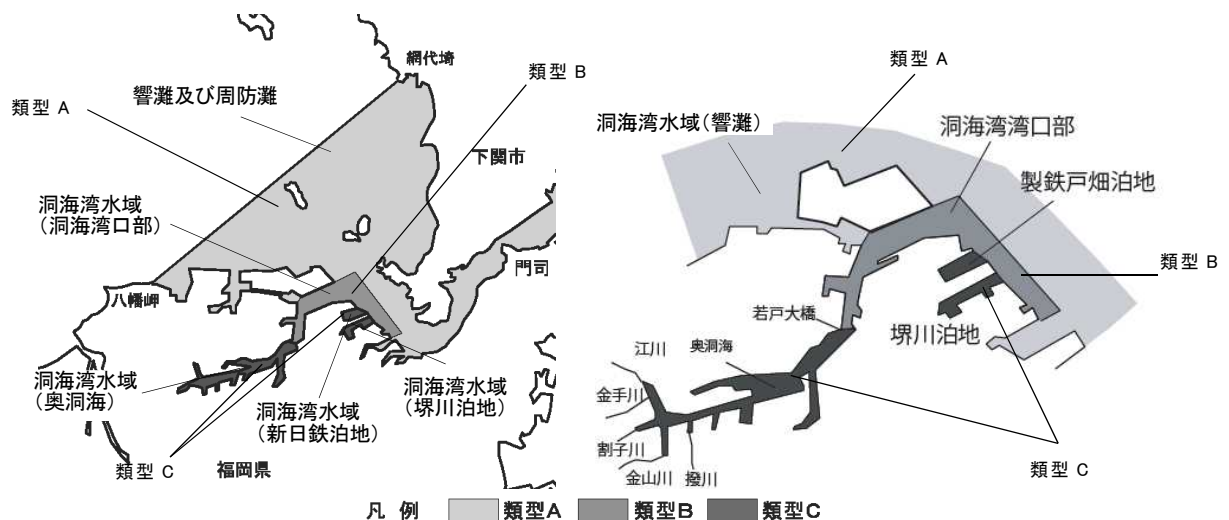 網代埼
類型 B
響灘及び周防灘
類型 A
下関市
洞海湾水域
(洞海湾口部)
門司
八幡岬
洞海湾水域
(奥洞海)
洞海湾水域
(新日鉄泊地)
洞海湾水域
(堺川泊地)
類型 C
福岡県
類型 A
洞海湾水域(響灘)
洞海湾湾口部
製鉄戸畑泊地
類型 B
若戸大橋
堺川泊地
江川
奥洞海
金手川
割子川
金山川
撥川
類型 C
凡 例 類型A 類型B 類型C